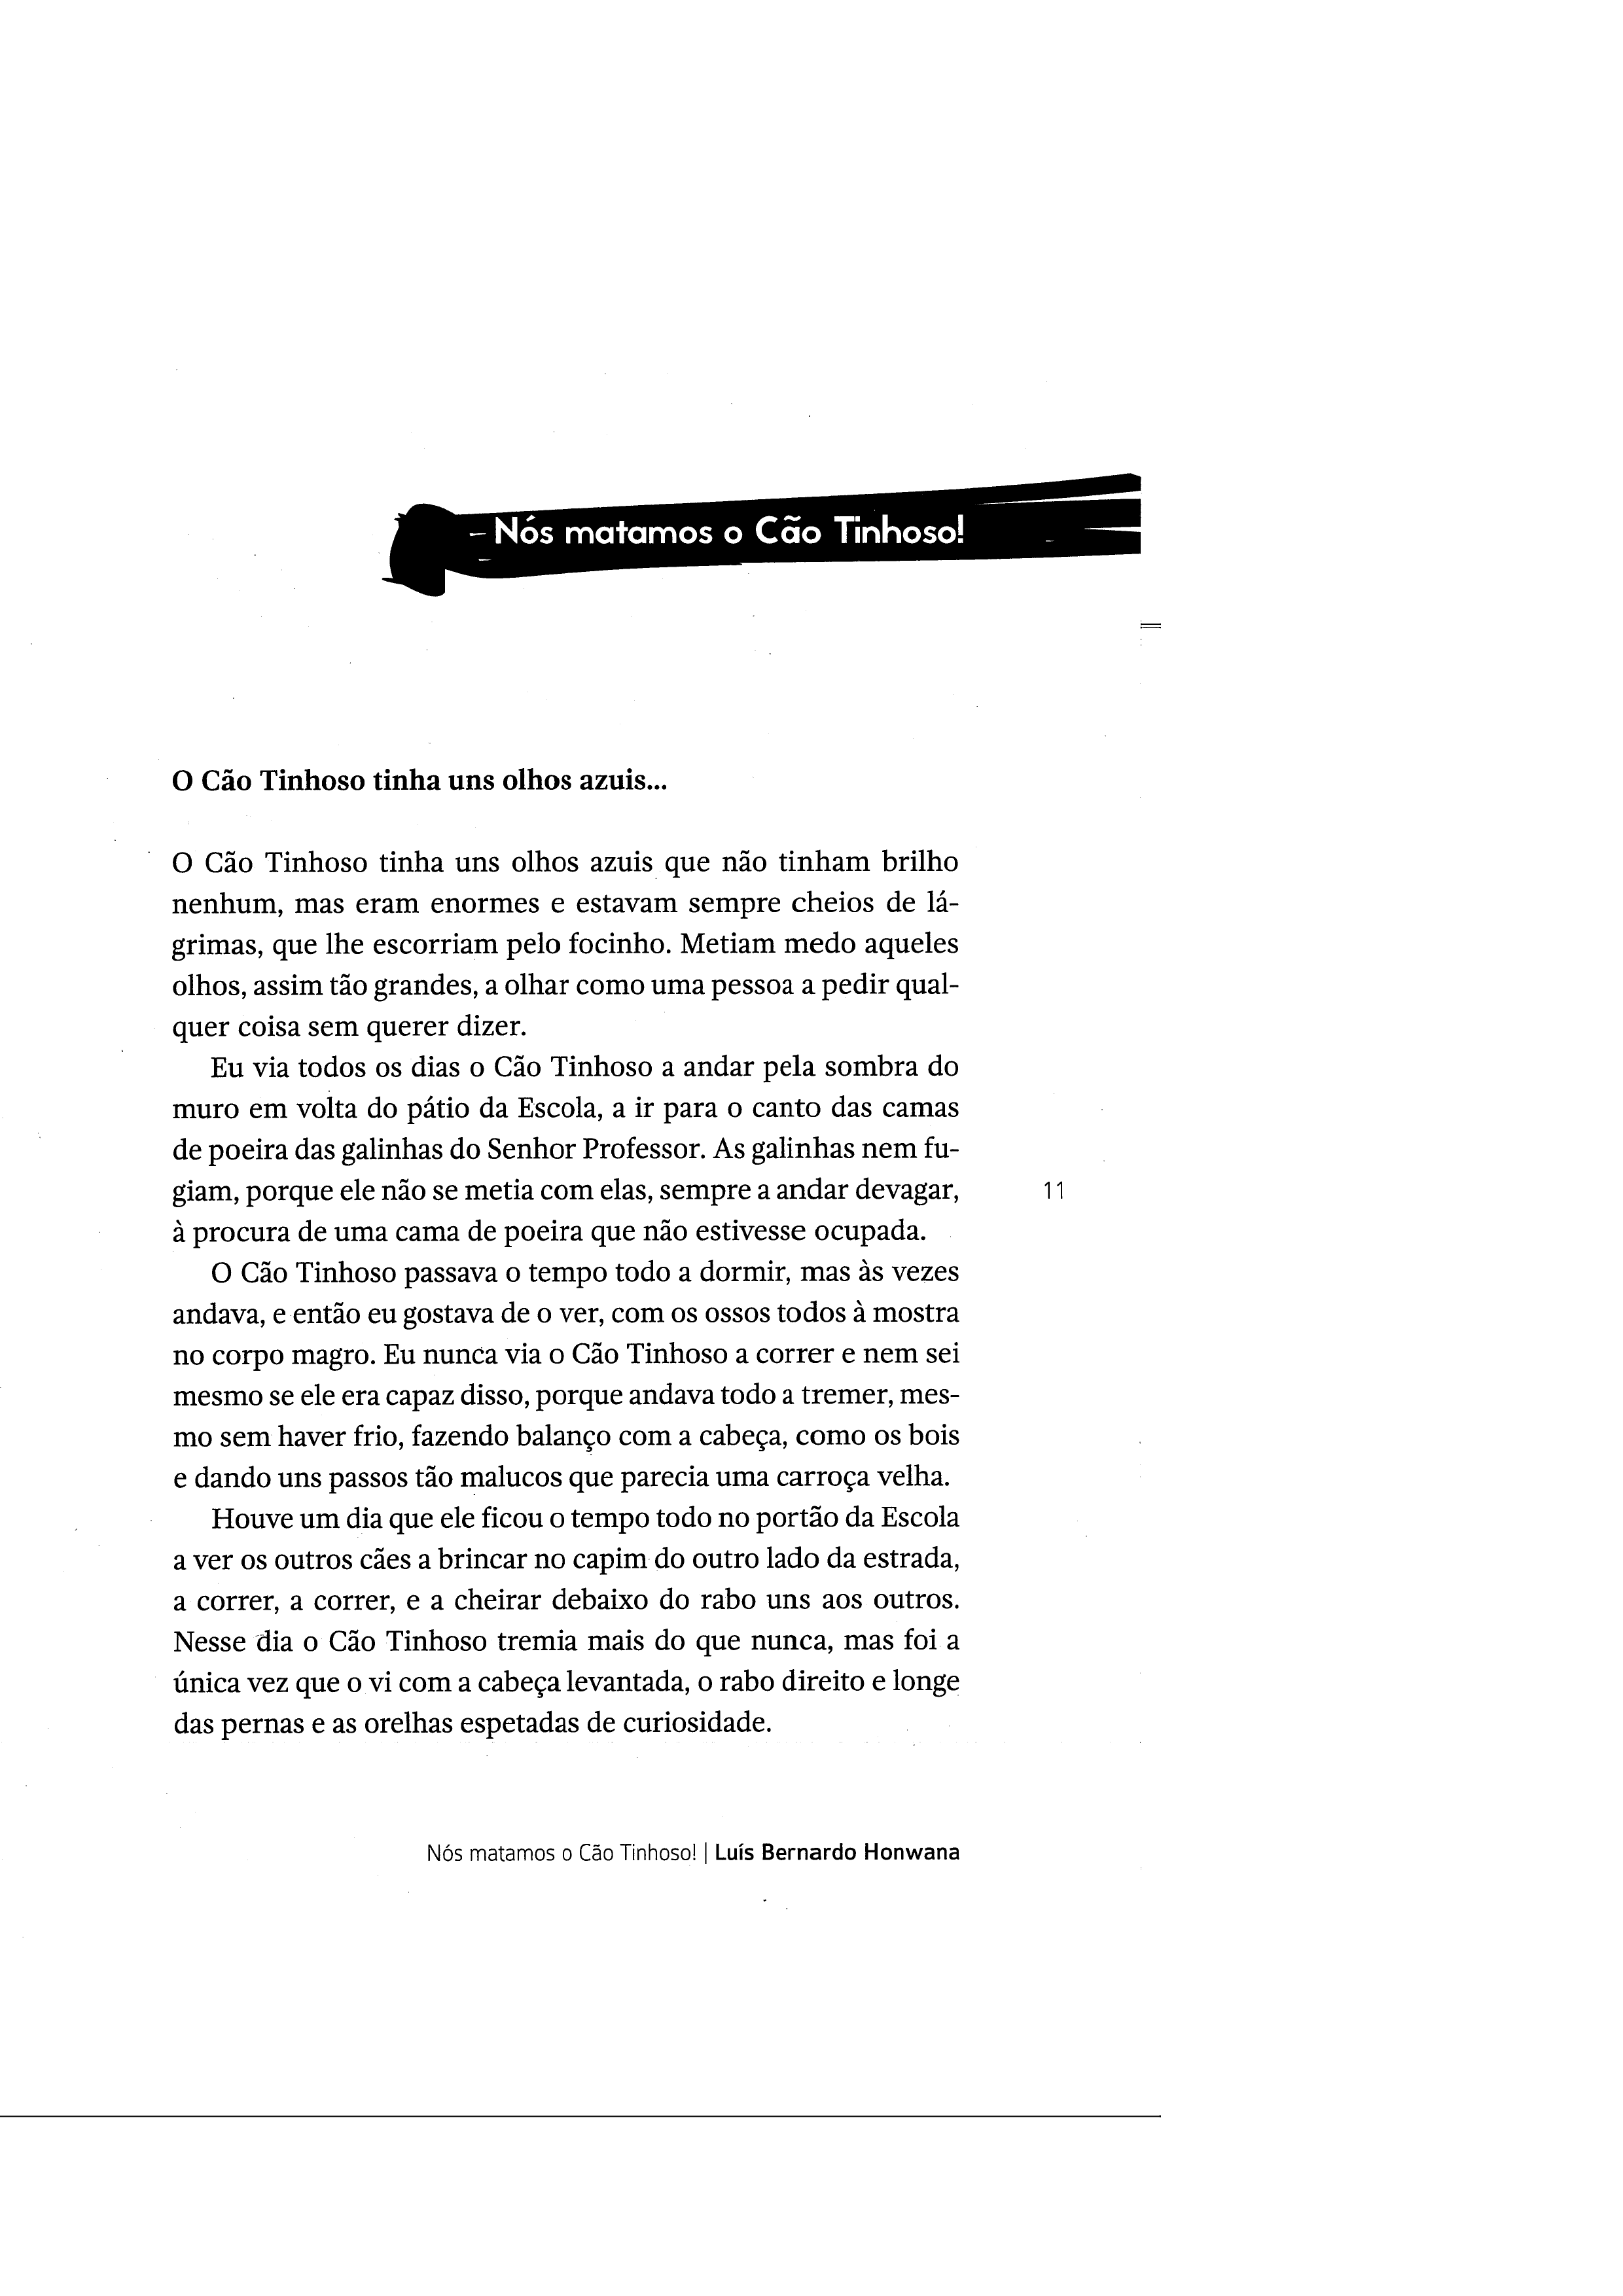 Nós matamos o Cão Tinhoso!
O Cão Tinhoso tinha uns olhos azuis...
O Cão Tinhoso tinha uns olhos azuis que não tinham brilho
nenhum, mas eram enormes e estavam sempre cheios de lá-
grimas, que lhe escorriam pelo focinho. Metiam medo aqueles
olhos, assim tão grandes, a olhar como uma pessoa a pedir qual-
quer coisa sem querer dizer.
Eu via todos os dias o Cão Tinhoso a andar pela sombra do
muro em volta do pátio da Escola, a ir para o canto das camas
de poeira das galinhas do Senhor Professor. As galinhas nem fu-
giam, porque ele não se metia com elas, sempre a andar devagar,
à procura de uma cama de poeira que não estivesse ocupada.
O Cão Tinhoso passava o tempo todo a dormir, mas às vezes
andava, e então eu gostava de o ver, com os ossos todos à mostra
no corpo magro. Eu nunca via o Cão Tinhoso a correr e nem sei
mesmo se ele era capaz disso, porque andava todo a tremer, mes-
mo sem haver frio, fazendo balanço com a cabeça, como os bois
e dando uns passos tão malucos que parecia uma carroça velha.
Houve um dia que ele ficou o tempo todo no portão da Escola
a ver os outros cães a brincar no capim do outro lado da estrada,
a correr, a correr, e a cheirar debaixo do rabo uns aos outros.
Nesse dia o Cão Tinhoso tremia mais do que nunca, mas foi a
única vez que o vi com a cabeça levantada, o rabo direito e longe
das pernas e as orelhas espetadas de curiosidade.
11
Nós matamos o Cão Tinhoso! | Luís Bernardo Honwana